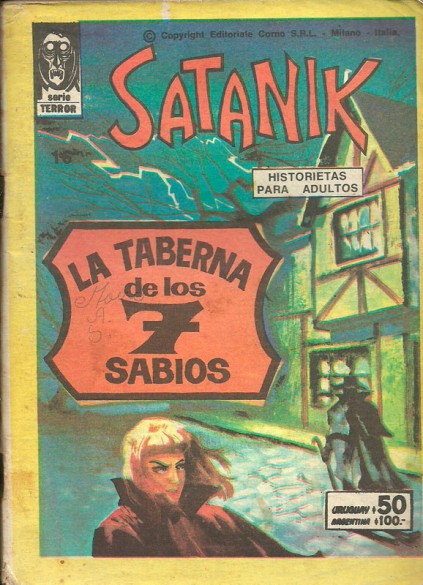 © Copyright Editoriale Corno S.R.L. - Milano - Italia.
serie
TERROR
SATANIK
16
HISTORIETAS
PARA ADULTOS
LA TABERNA
de los
7
SABIOS
A.
S
URUGUAY $ 50
ARGENTINA $ 100.-